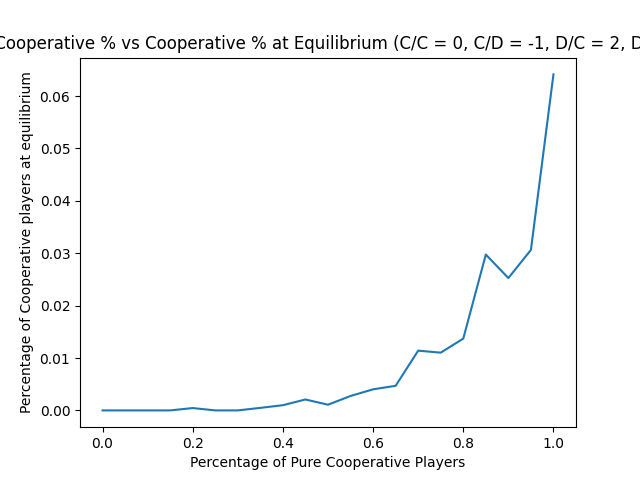 Cooperative % vs Cooperative % at Equilibrium (C/C = 0, C/D = -1, D/C = 2, D
Percentage of Cooperative players at equilibrium
0.06
0.05
0.04
0.03
0.02
0.01
0.00
0.0 0.2 0.4 0.6 0.8 1.0
Percentage of Pure Cooperative Players